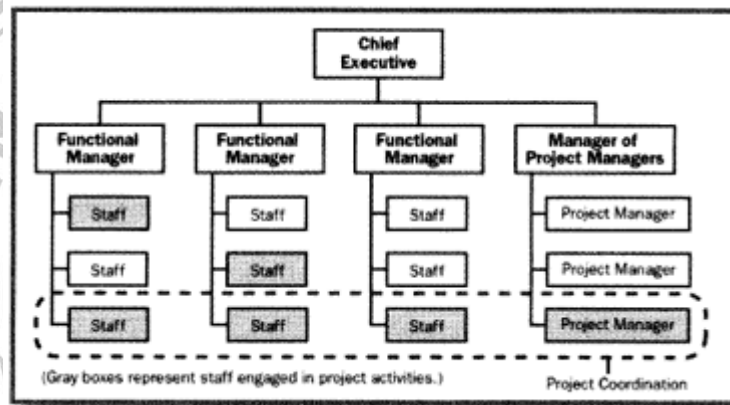 Chief
Executive
Functional
Manager
Functional
Manager
Functional
Manager
Manager of
Project Managers
Staff
Staff
Staff
Project Manager
Staff
Staff
Staff
Project Manager
Staff
Staff
Staff
Project Manager
(Gray boxes represent staff engaged in project activities.)
Project Coordination